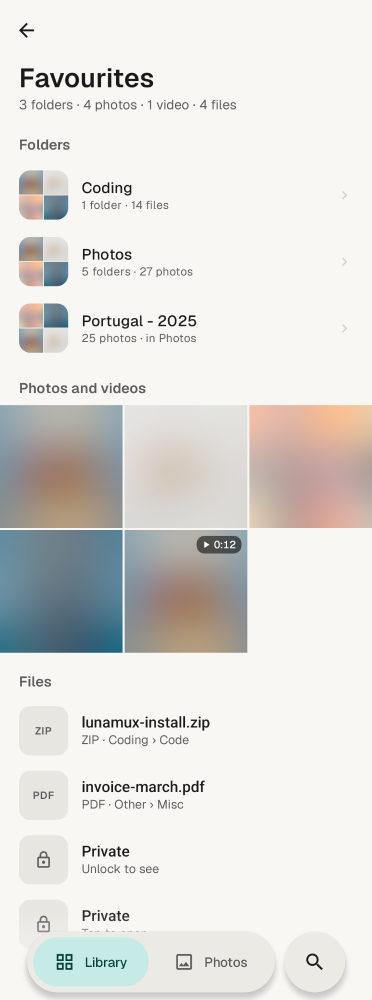 Favourites
3 folders · 4 photos · 1 video · 4 files
Folders
Coding
1 folder · 14 files
Photos
5 folders · 27 photos
Portugal - 2025
25 photos · in Photos
Photos and videos
0:12
Files
ZIP
lunamux-install.zip
ZIP · Coding › Code
PDF
invoice-march.pdf
PDF · Other › Misc
Private
Unlock to see
Private
Library
Photos